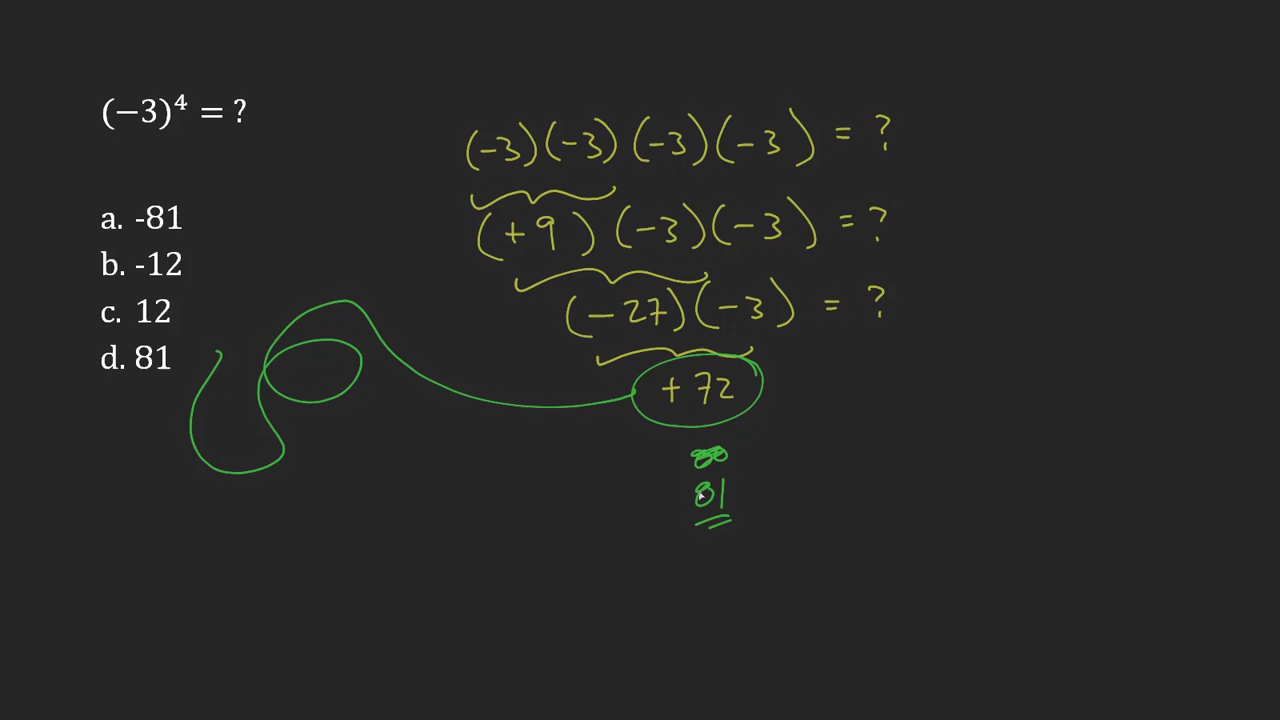 (−3)⁴ = ?
a. -81
b. -12
c. 12
d. 81
(-3)(-3)(-3)(-3) = ?
(+9)(-3)(-3) = ?
(-27)(-3) = ?
+72
81